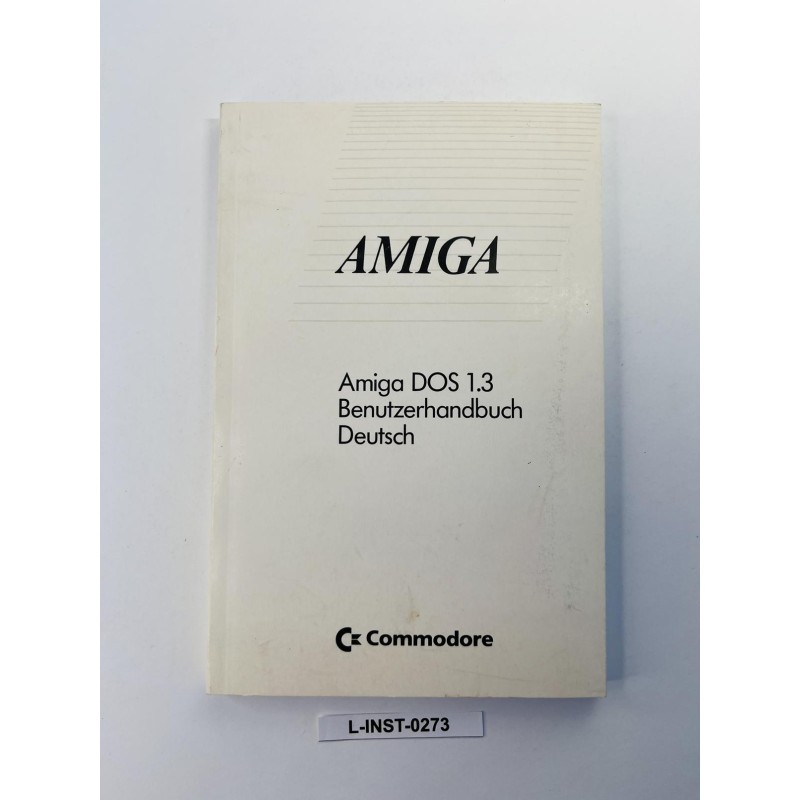 AMIGA
Amiga DOS 1.3
Benutzerhandbuch
Deutsch
Commodore
L-INST-0273